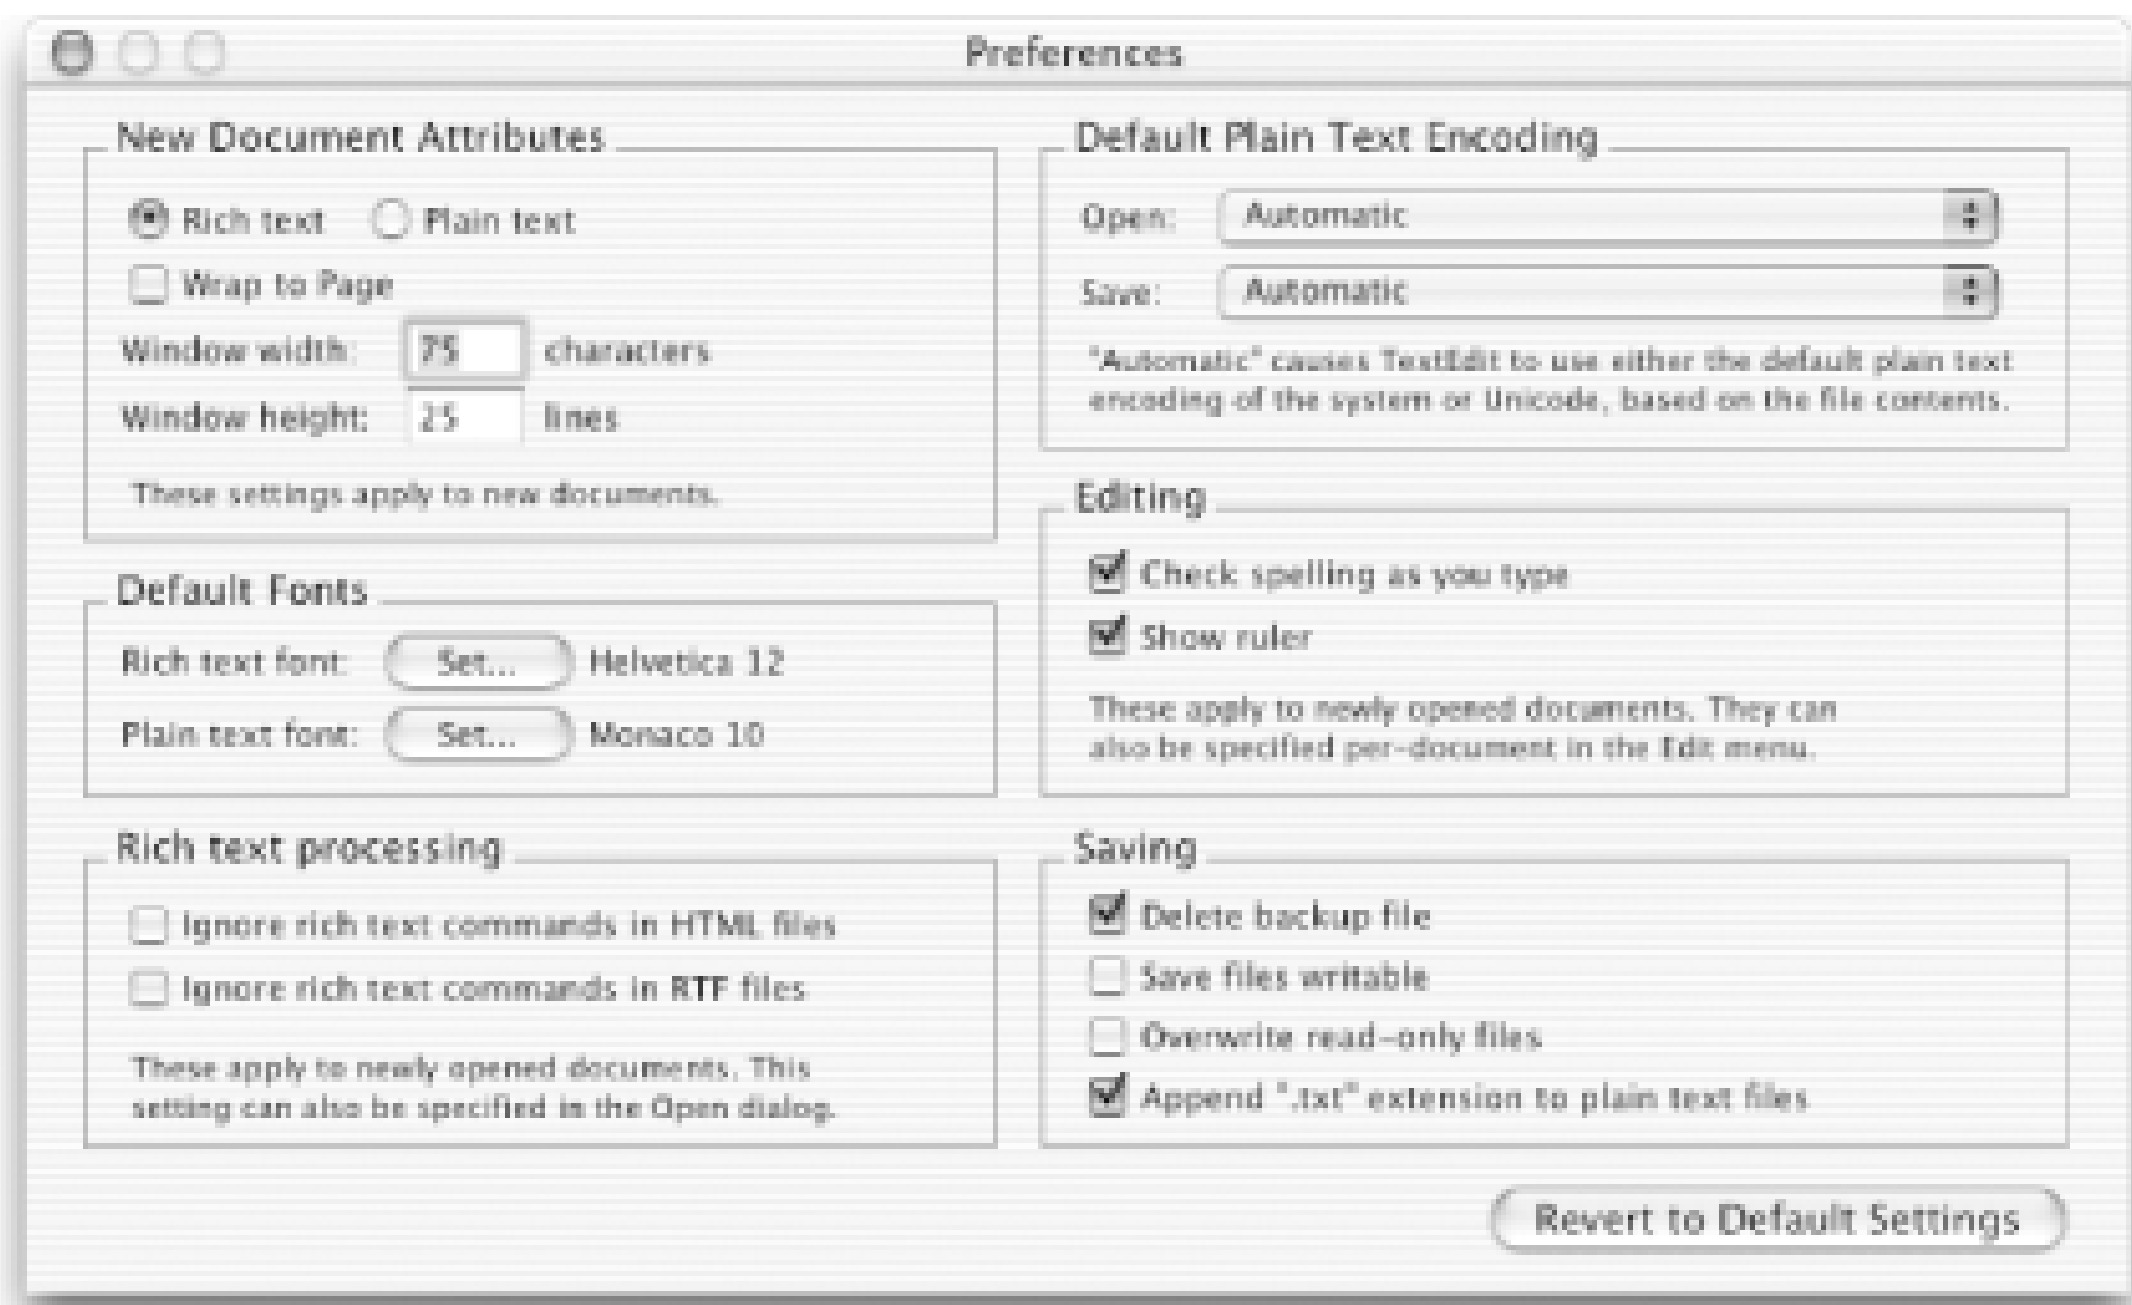 Preferences
New Document Attributes
Rich text Plain text
Wrap to Page
Window width: 75 characters
Window height: 25 lines
These settings apply to new documents.
Default Fonts
Rich text font: Set... Helvetica 12
Plain text font: Set... Monaco 10
Rich text processing
Ignore rich text commands in HTML files
Ignore rich text commands in RTF files
These apply to newly opened documents. This
setting can also be specified in the Open dialog.
Default Plain Text Encoding
Open: Automatic
Save: Automatic
"Automatic" causes TextEdit to use either the default plain text
encoding of the system or Unicode, based on the file contents.
Editing
Check spelling as you type
Show ruler
These apply to newly opened documents. They can
also be specified per-document in the Edit menu.
Saving
Delete backup file
Save files writable
Overwrite read-only files
Append ".txt" extension to plain text files
Revert to Default Settings